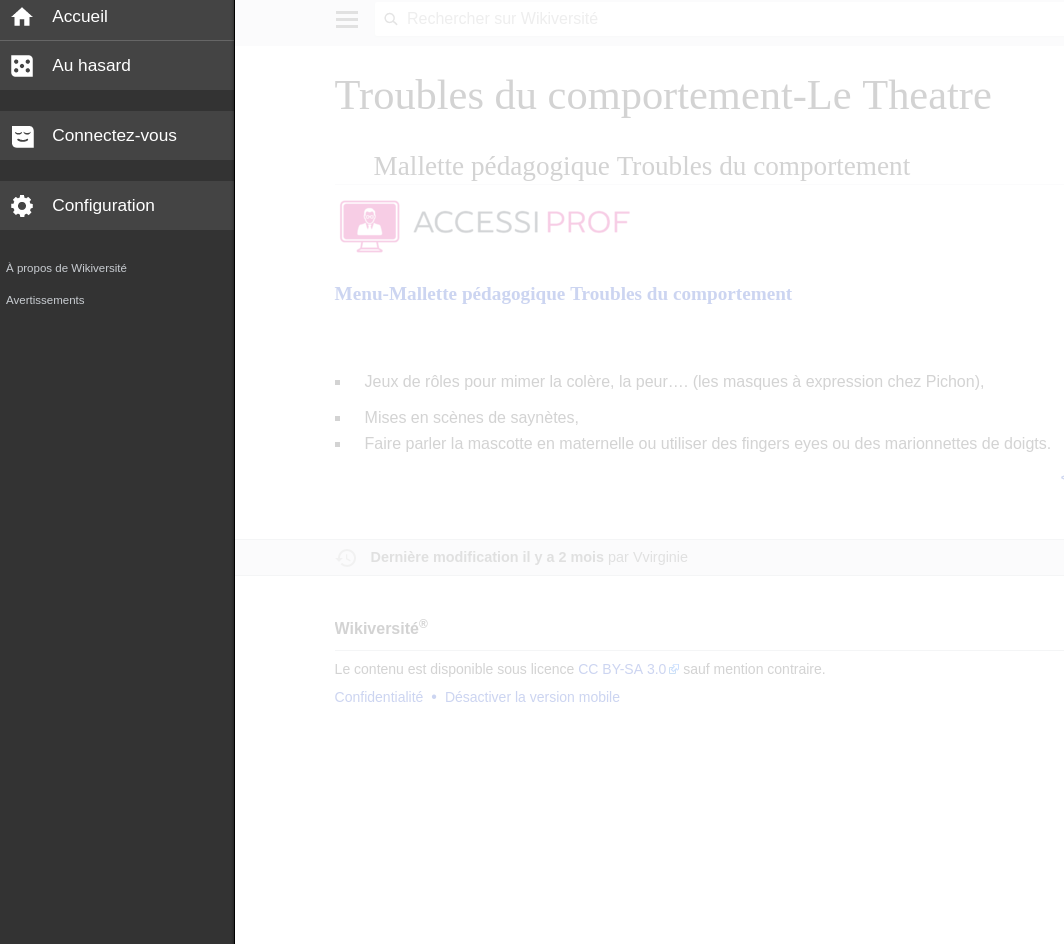 Accueil
Au hasard
Connectez-vous
Configuration
À propos de Wikiversité
Avertissements
Rechercher sur Wikiversité
Troubles du comportement-Le Theatre
Mallette pédagogique Troubles du comportement
ACCESSIPROF
Menu-Mallette pédagogique Troubles du comportement
Jeux de rôles pour mimer la colère, la peur…. (les masques à expression chez Pichon),
Mises en scènes de saynètes,
Faire parler la mascotte en maternelle ou utiliser des fingers eyes ou des marionnettes de doigts.
Dernière modification il y a 2 mois par Vvirginie
Wikiversité®
Le contenu est disponible sous licence CC BY-SA 3.0 sauf mention contraire.
Confidentialité • Désactiver la version mobile